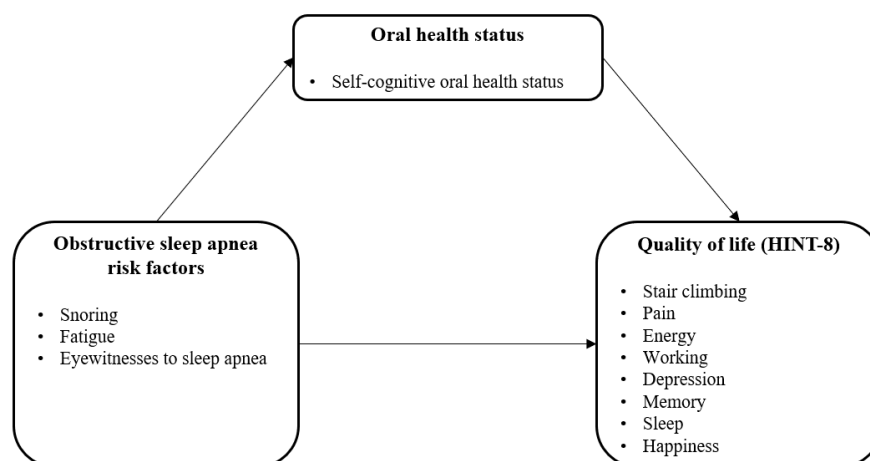 Oral health status
• Self-cognitive oral health status
Obstructive sleep apnea
risk factors
• Snoring
• Fatigue
• Eyewitnesses to sleep apnea
Quality of life (HINT-8)
• Stair climbing
• Pain
• Energy
• Working
• Depression
• Memory
• Sleep
• Happiness